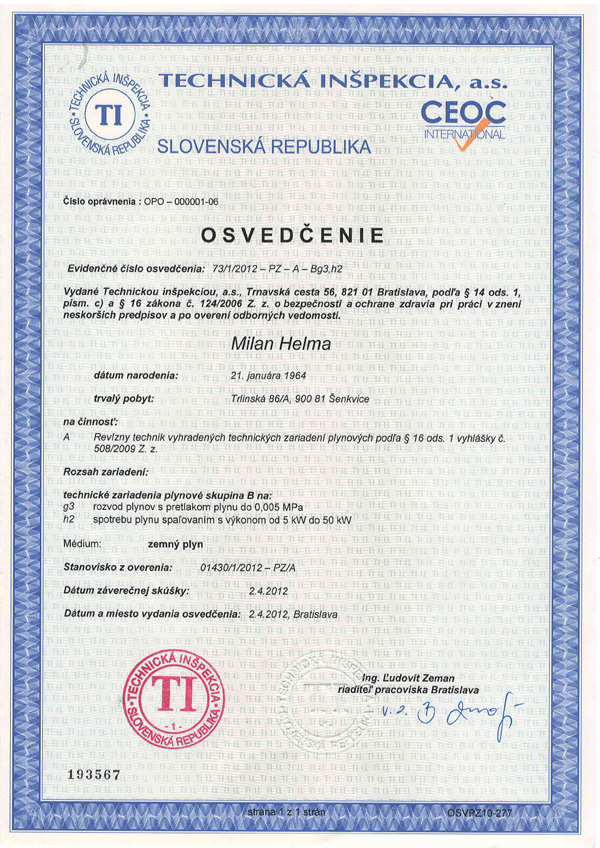 TECHNICKÁ INŠPEKCIA
TI
SLOVENSKÁ REPUBLIKA
TECHNICKÁ INŠPEKCIA, a.s.
CEOC
INTERNATIONAL
SLOVENSKÁ REPUBLIKA
Číslo oprávnenia : OPO – 000001-06
OSVEDČENIE
Evidenčné číslo osvedčenia: 73/1/2012 – PZ – A – Bg3,h2
Vydané Technickou inšpekciou, a.s., Trnavská cesta 56, 821 01 Bratislava, podľa § 14 ods. 1,
písm. c) a § 16 zákona č. 124/2006 Z. z. o bezpečnosti a ochrane zdravia pri práci v znení
neskorších predpisov a po overení odborných vedomostí.
Milan Helma
dátum narodenia: 21. januára 1964
trvalý pobyt: Trlinská 86/A, 900 81 Šenkvice
na činnosť:
A Revízny technik vyhradených technických zariadení plynových podľa § 16 ods. 1 vyhlášky č.
508/2009 Z. z.
Rozsah zariadení:
technické zariadenia plynové skupina B na:
g3 rozvod plynov s pretlakom plynu do 0,005 MPa
h2 spotrebu plynu spaľovaním s výkonom od 5 kW do 50 kW
Médium: zemný plyn
Stanovisko z overenia: 01430/1/2012 – PZ/A
Dátum záverečnej skúšky: 2.4.2012
Dátum a miesto vydania osvedčenia: 2.4.2012, Bratislava
TECHNICKÁ INŠPEKCIA
TI
- 1 -
SLOVENSKÁ REPUBLIKA
Ing. Ľudovít Zeman
riaditeľ pracoviska Bratislava
193567
strana 1 z 1 strán
OSVPZ10-277